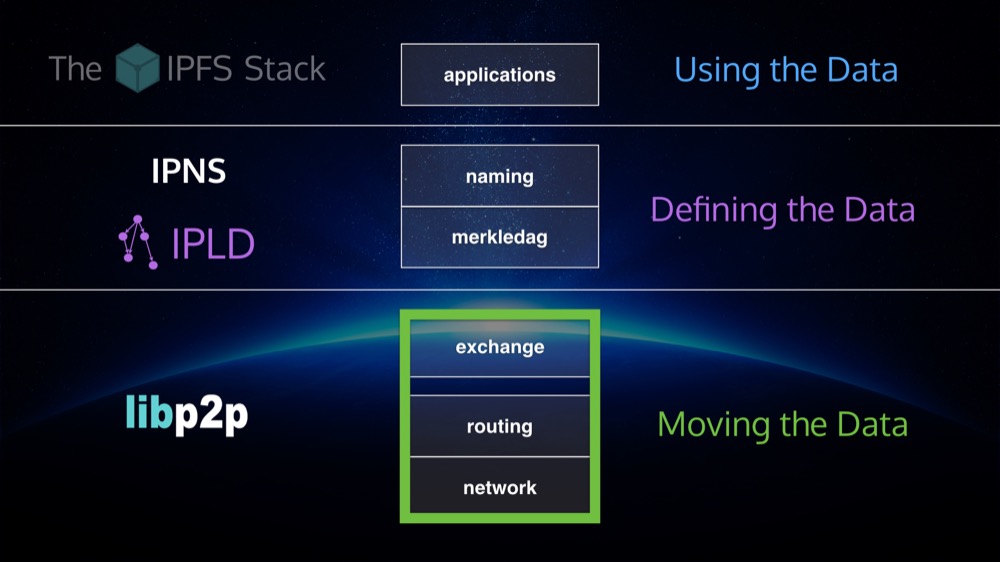 The IPFS Stack
applications
Using the Data
IPNS
naming
Defining the Data
IPLD
merkledag
exchange
libp2p
routing
Moving the Data
network